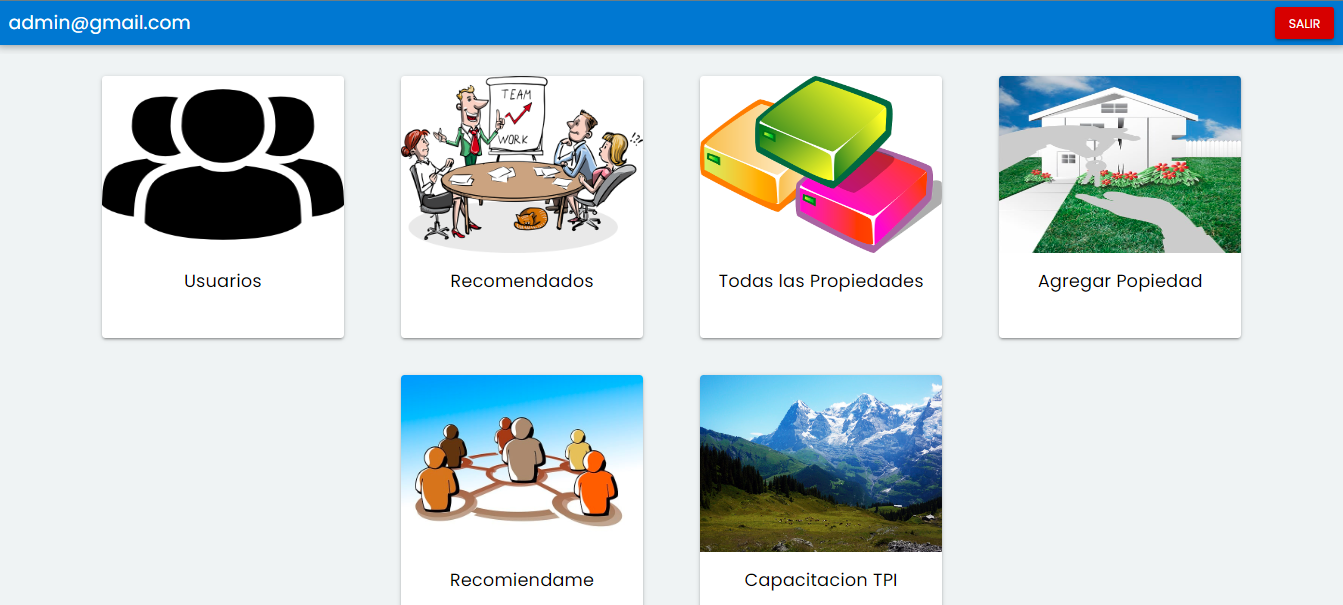 admin@gmail.com
SALIR
TEAM
WORK
!?!
Usuarios
Recomendados
Todas las Propiedades
Agregar Popiedad
Recomiendame
Capacitacion TPI